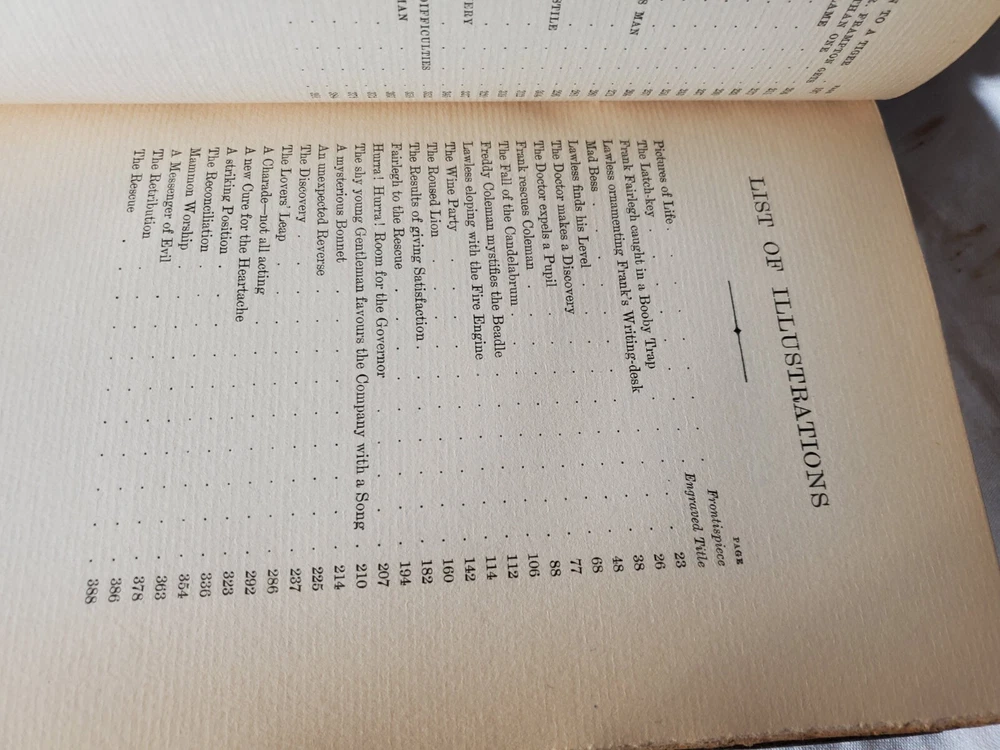 TO A TIGER
S MAN
STILE
ERY
DIFFICULTIES
MAN
LIST OF ILLUSTRATIONS
PAGE
Pictures of Life . . . . . Frontispiece
The Latch-key . . . . . Engraved Title
Frank Fairlegh caught in a Booby Trap . . . . 23
Lawless ornamenting Frank's Writing-desk . . . . 26
Mad Bess . . . . . . 38
Lawless finds his Level . . . . . 48
The Doctor makes a Discovery . . . . . 68
The Doctor expels a Pupil . . . . . 77
Frank rescues Coleman . . . . . 88
The Fall of the Candelabrum . . . . . 106
Freddy Coleman mystifies the Beadle . . . . 112
Lawless eloping with the Fire Engine . . . . 114
The Wine Party . . . . . . 142
The Roused Lion . . . . . . 160
The Results of giving Satisfaction . . . . . 182
Fairlegh to the Rescue . . . . . 194
Hurra! Hurra! Room for the Governor . . . . 207
The shy young Gentleman favours the Company with a Song . 210
A mysterious Bonnet . . . . . 214
An unexpected Reverse . . . . . 225
The Discovery . . . . . . 237
The Lovers' Leap . . . . . . 286
A Charade—not all acting . . . . . 292
A new Cure for the Heartache . . . . . 323
A striking Position . . . . . 336
The Reconciliation . . . . . 354
Mammon Worship . . . . . 363
A Messenger of Evil . . . . . 378
The Retribution . . . . . 386
The Rescue . . . . . . 388